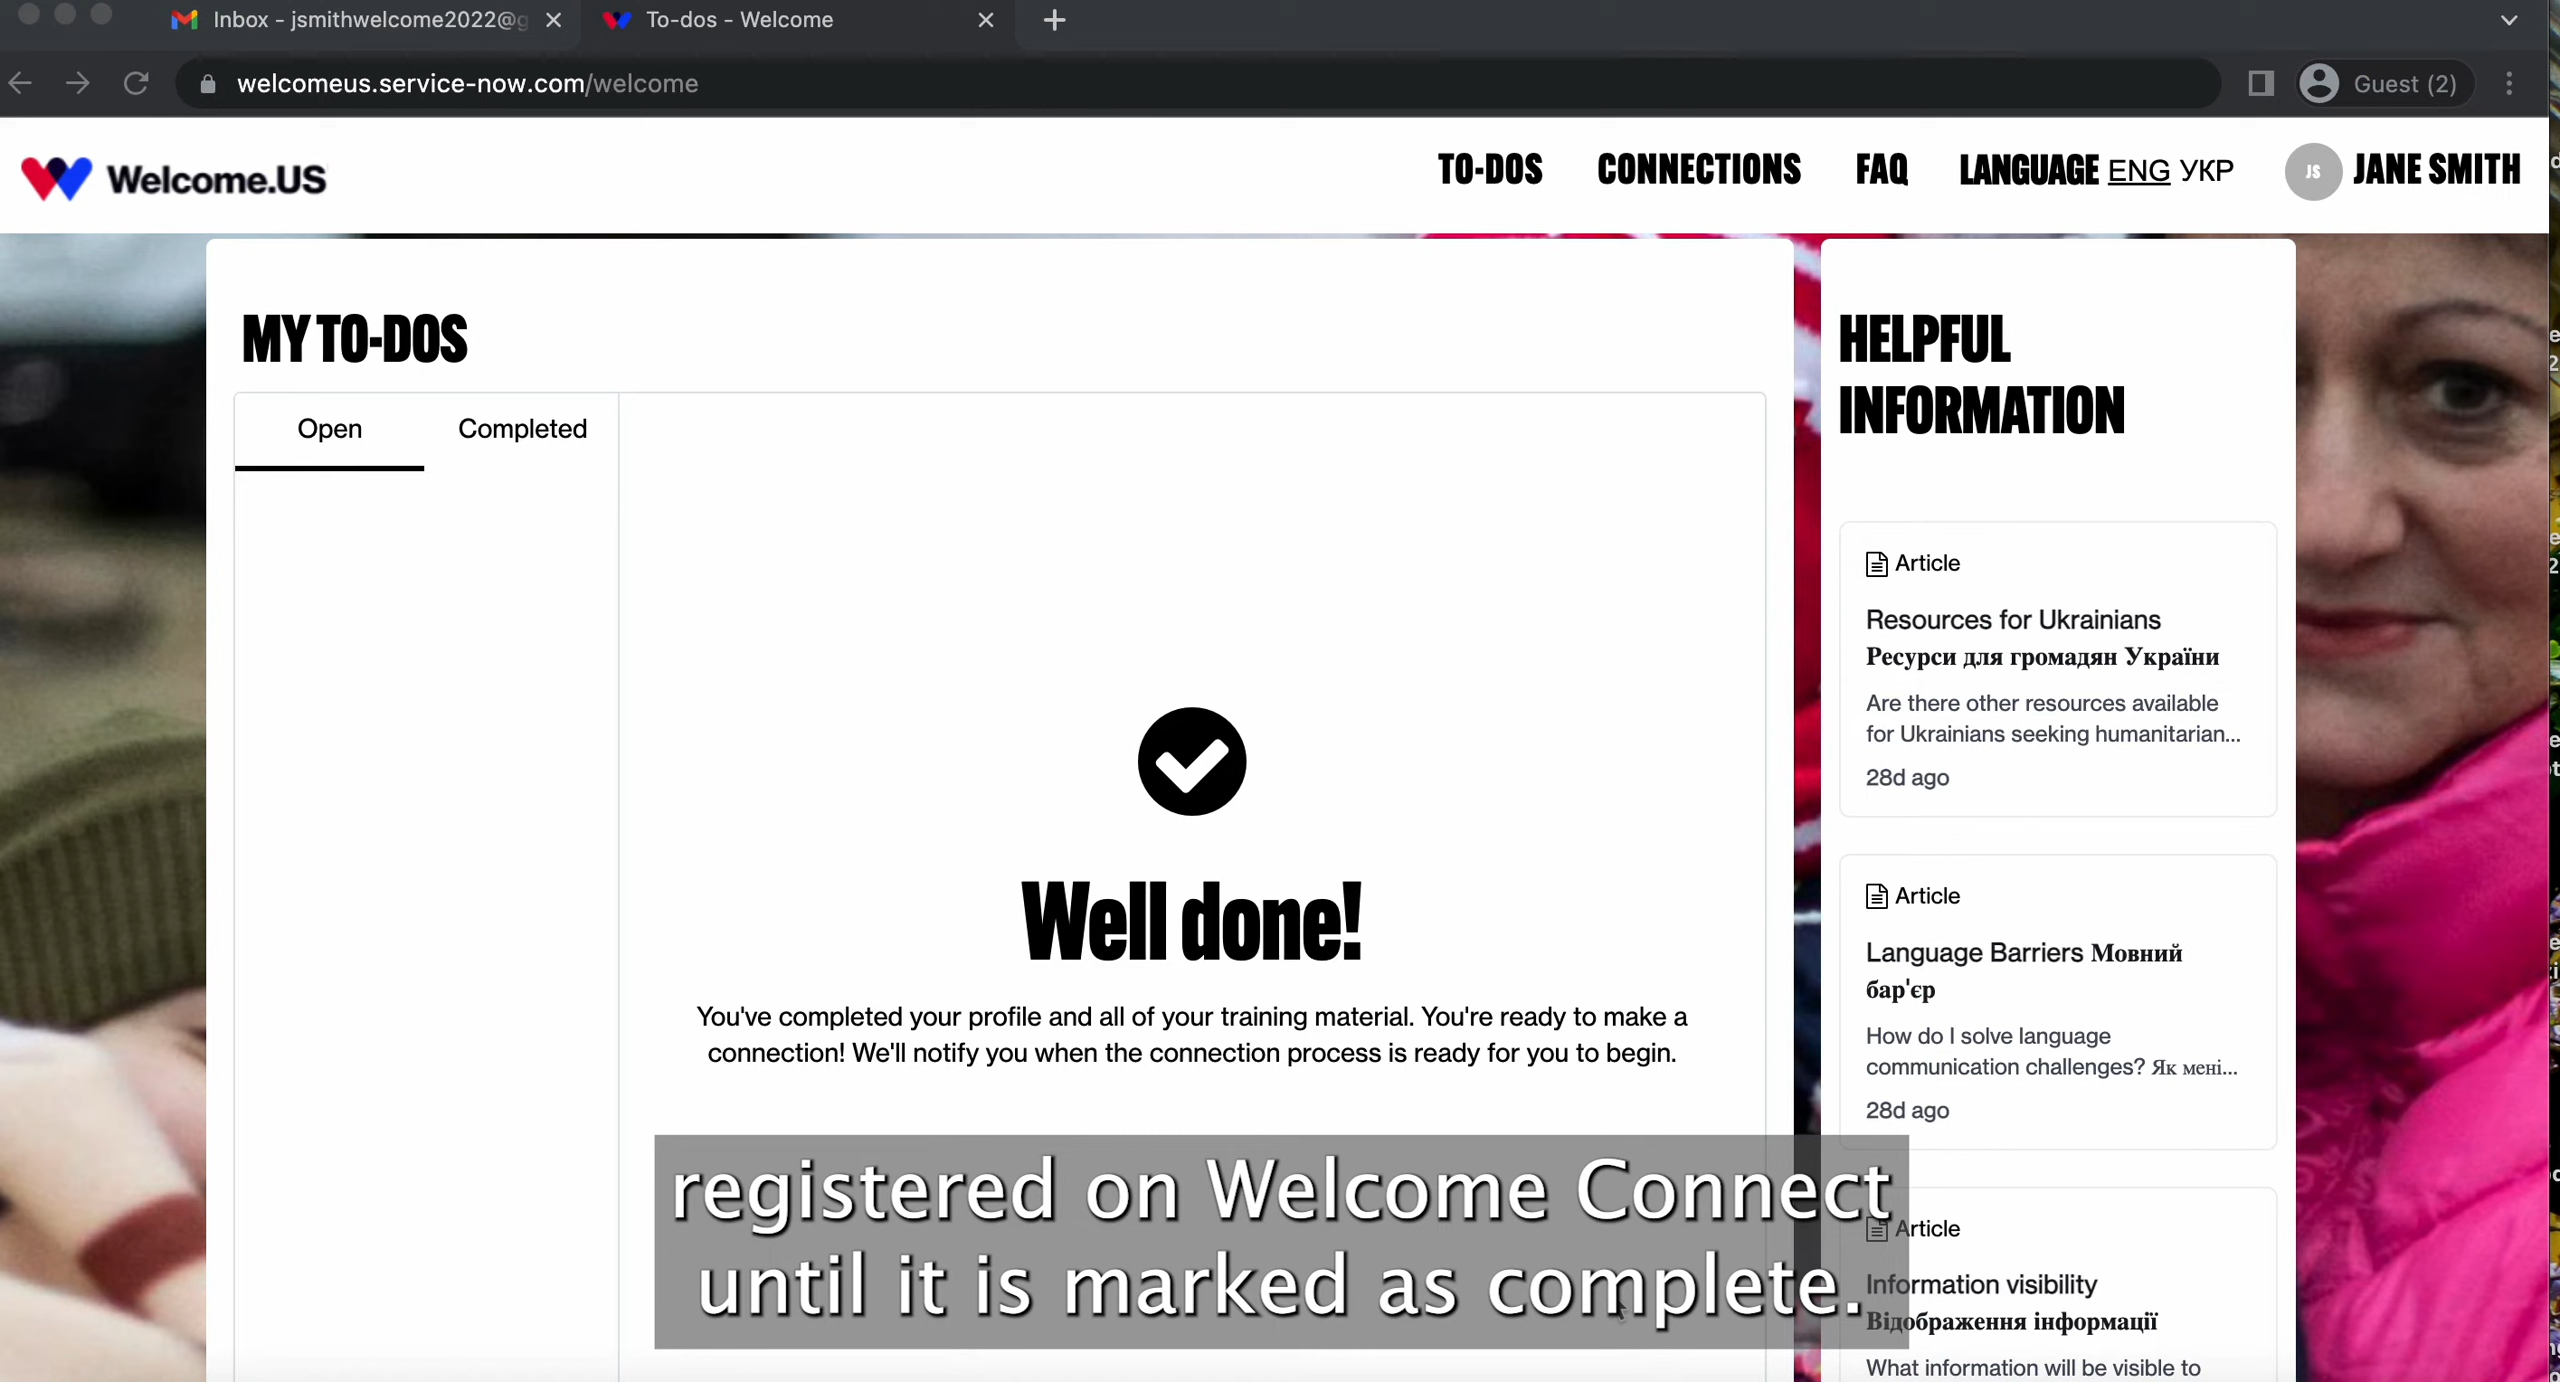 Inbox - jsmithwelcome2022@g
To-dos - Welcome
welcomeus.service-now.com/welcome
Guest (2)
Welcome.US
TO-DOS
CONNECTIONS
FAQ
LANGUAGE ENG УКР
JS
JANE SMITH
MY TO-DOS
Open
Completed
Well done!
You've completed your profile and all of your training material. You're ready to make a
connection! We'll notify you when the connection process is ready for you to begin.
registered on Welcome Connect
until it is marked as complete.
HELPFUL
INFORMATION
Article
Resources for Ukrainians
Ресурси для громадян України
Are there other resources available
for Ukrainians seeking humanitarian...
28d ago
Article
Language Barriers Мовний
бар'єр
How do I solve language
communication challenges? Як мені...
28d ago
Article
Information visibility
Відображення інформації
What information will be visible to